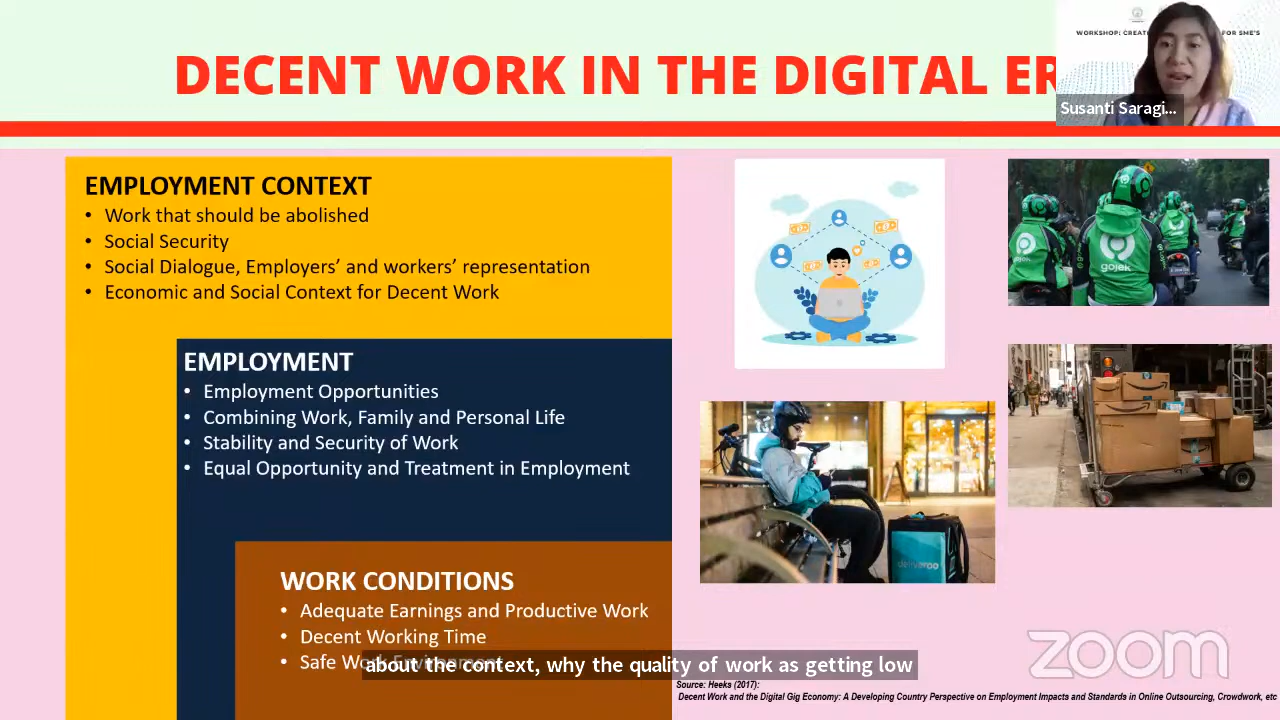 WORKSHOP: CREAT FOR SME'S
DECENT WORK IN THE DIGITAL ER
Susanti Saragi...
EMPLOYMENT CONTEXT
• Work that should be abolished
• Social Security
• Social Dialogue, Employers' and workers' representation
• Economic and Social Context for Decent Work
EMPLOYMENT
• Employment Opportunities
• Combining Work, Family and Personal Life
• Stability and Security of Work
• Equal Opportunity and Treatment in Employment
WORK CONDITIONS
• Adequate Earnings and Productive Work
• Decent Working Time
• Safe Work Environment
about the context, why the quality of work as getting low
gojek
deliveroo
zoom
Source: Heeks (2017):
Decent Work and the Digital Gig Economy: A Developing Country Perspective on Employment Impacts and Standards in Online Outsourcing, Crowdwork, etc